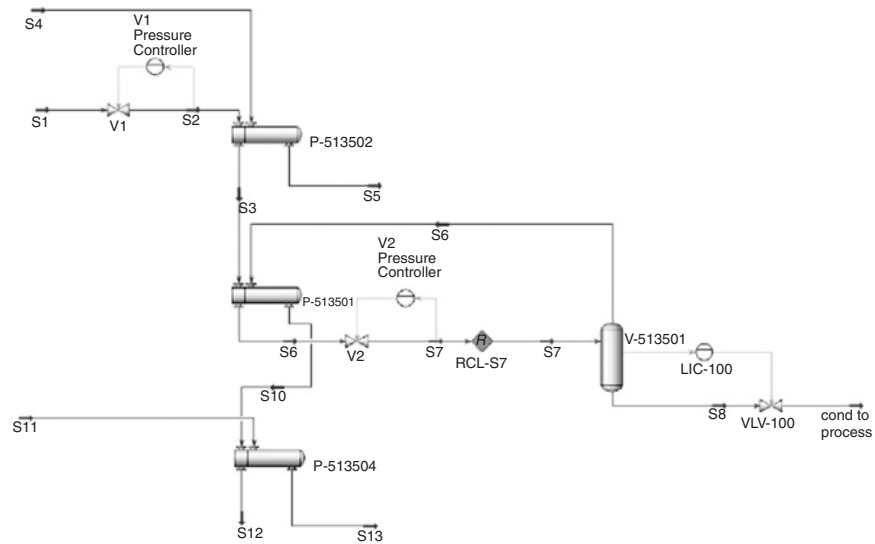 S4
V1
Pressure
Controller
S1
V1
S2
P-513502
S5
S3
S6
V2
Pressure
Controller
P-513501
S6
V2
S7
R
RCL-S7
S7
V-513501
LIC-100
S10
S8
VLV-100
cond to
process
S11
P-513504
S12
S13